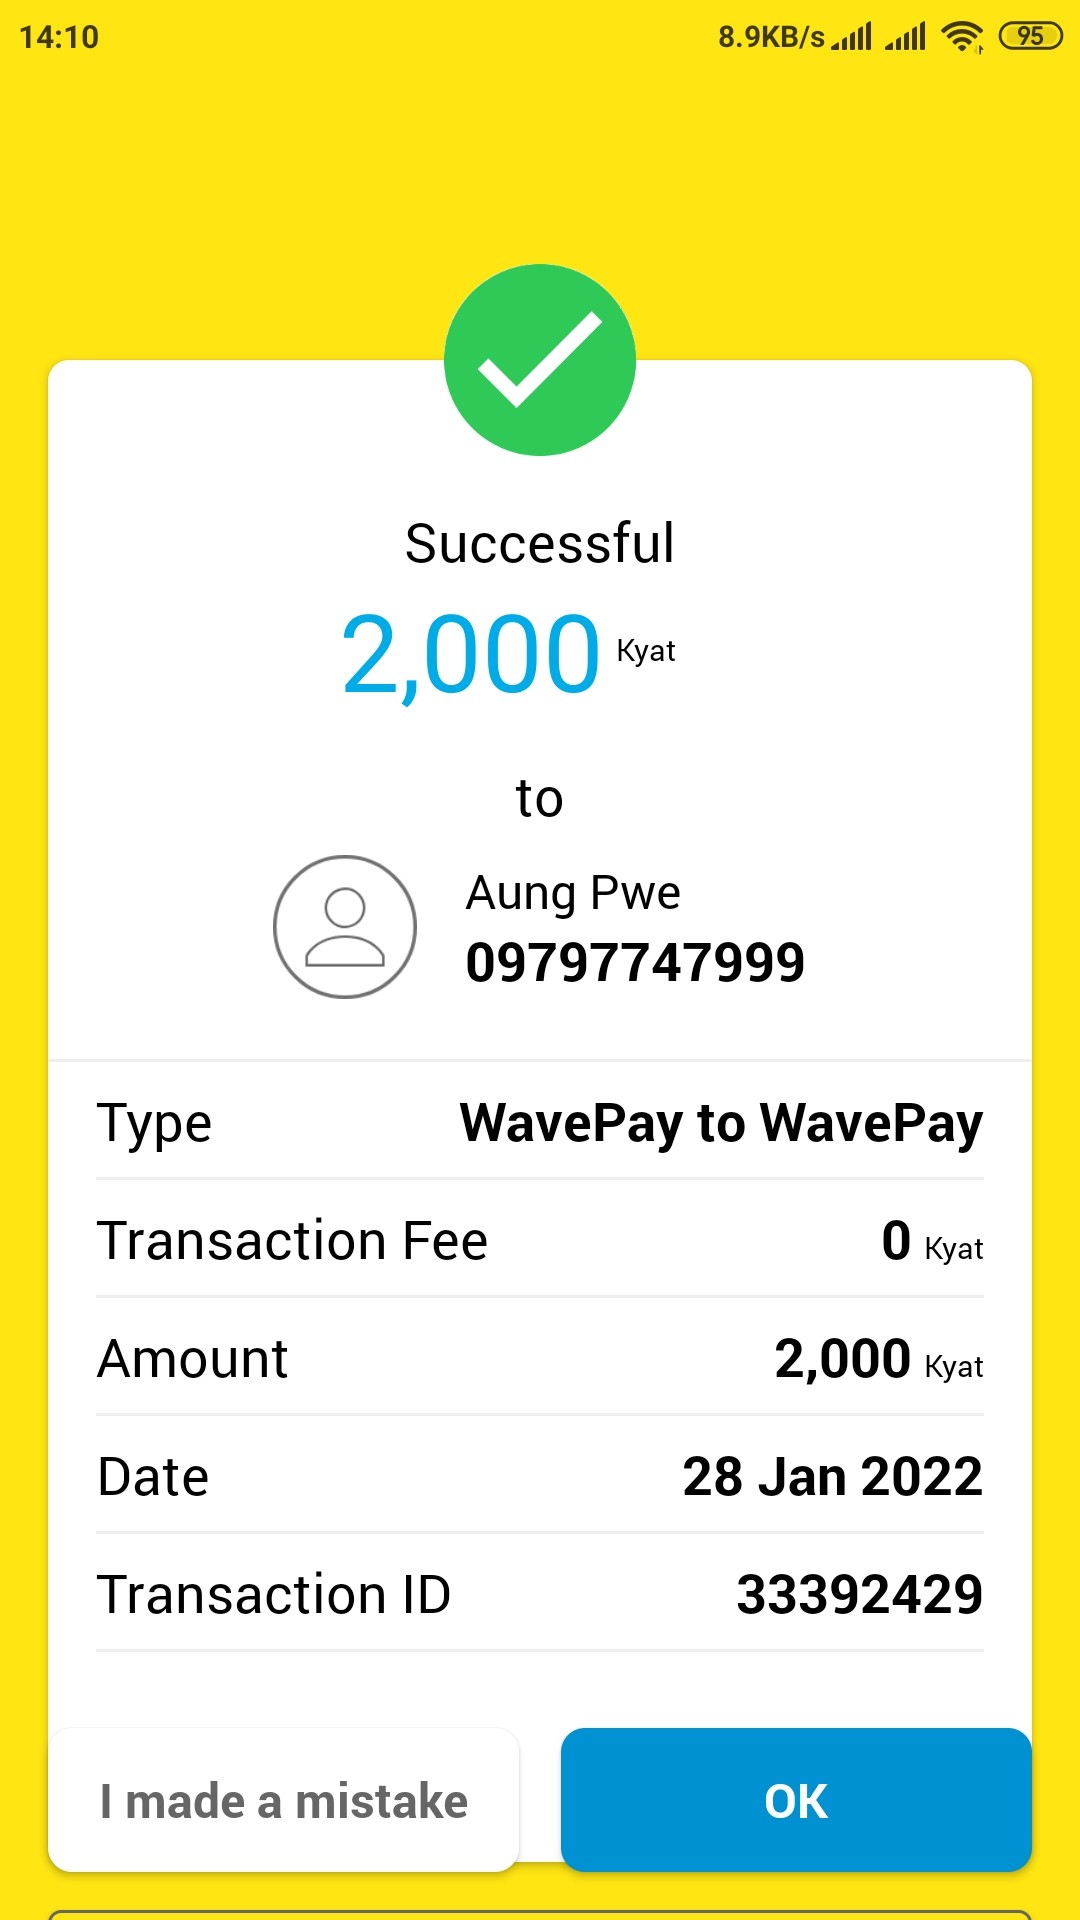 14:10 8.9KB/s 95
Successful
2,000 Kyat
to
Aung Pwe
09797747999
Type WavePay to WavePay
Transaction Fee 0 Kyat
Amount 2,000 Kyat
Date 28 Jan 2022
Transaction ID 33392429
I made a mistake OK